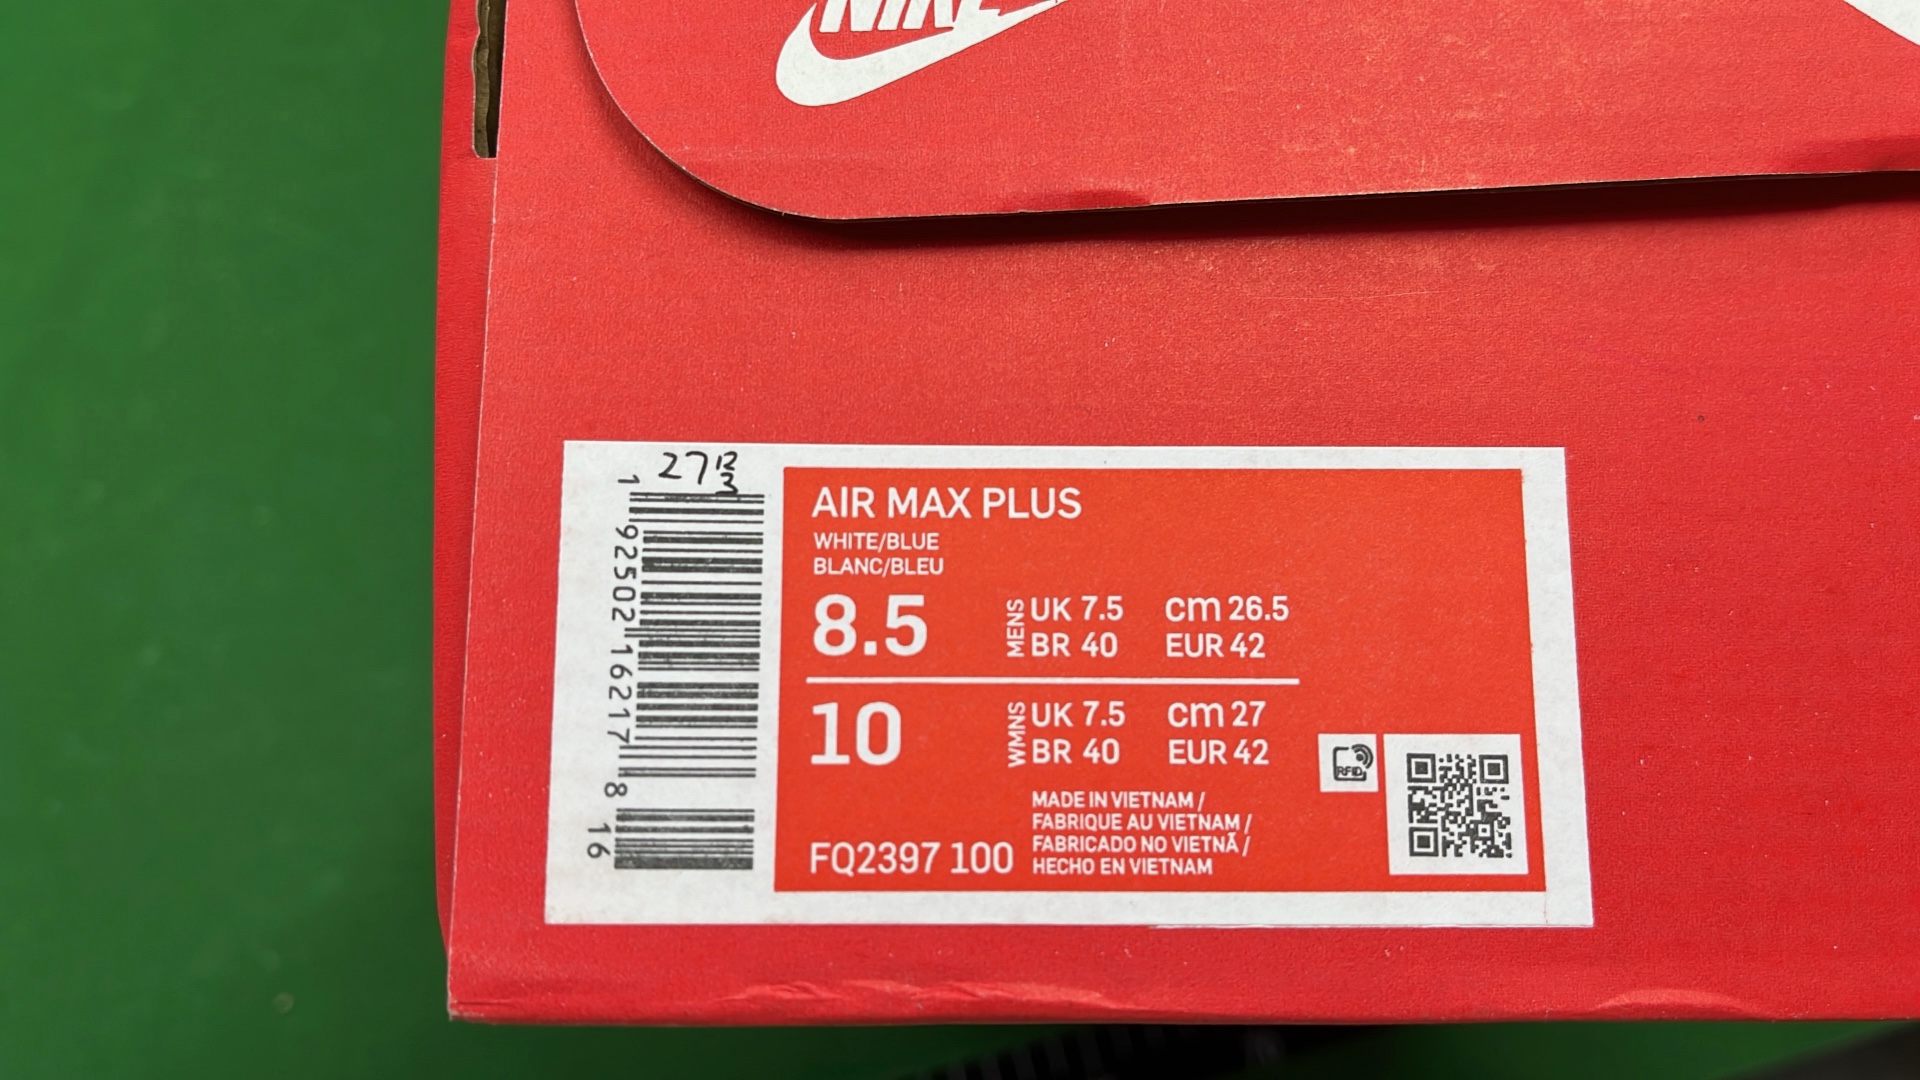 NIKE
27 12
3
1 92502 16217 8
16
AIR MAX PLUS
WHITE/BLUE
BLANC/BLEU
8.5
MENS
UK 7.5 cm 26.5
BR 40 EUR 42
10
WMNS
UK 7.5 cm 27
BR 40 EUR 42
MADE IN VIETNAM /
FABRIQUE AU VIETNAM /
FABRICADO NO VIETNÃ /
HECHO EN VIETNAM
FQ2397 100
RFID